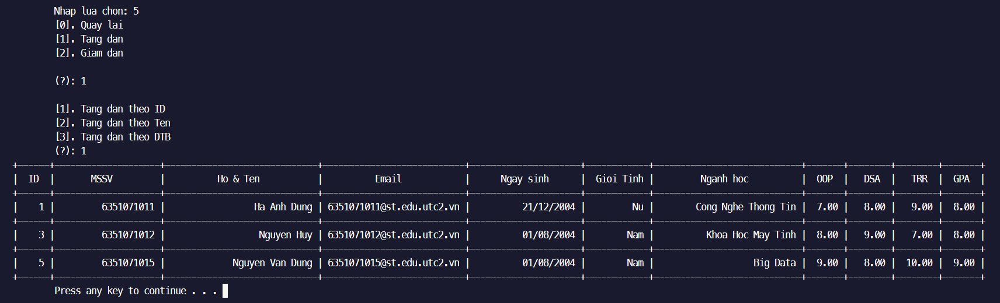 Nhap lua chon: 5
[0]. Quay lai
[1]. Tang dan
[2]. Giam dan
(?): 1
[1]. Tang dan theo ID
[2]. Tang dan theo Ten
[3]. Tang dan theo DTB
(?): 1
| ID | MSSV | Ho & Ten | Email | Ngay sinh | Gioi Tinh | Nganh hoc | OOP | DSA | TRR | GPA |
| 1 | 6351071011 | Ha Anh Dung | 6351071011@st.edu.utc2.vn | 21/12/2004 | Nu | Cong Nghe Thong Tin | 7.00 | 8.00 | 9.00 | 8.00 |
| 3 | 6351071012 | Nguyen Huy | 6351071012@st.edu.utc2.vn | 01/08/2004 | Nam | Khoa Hoc May Tinh | 8.00 | 9.00 | 7.00 | 8.00 |
| 5 | 6351071015 | Nguyen Van Dung | 6351071015@st.edu.utc2.vn | 01/08/2004 | Nam | Big Data | 9.00 | 8.00 | 10.00 | 9.00 |
Press any key to continue . . .